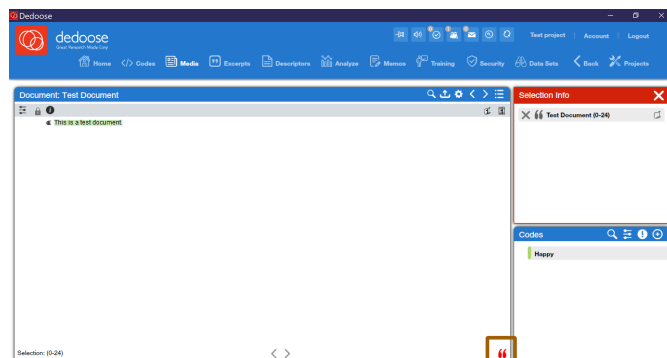 Dedoose
dedoose
Great Research Made Easy
Test project | Account | Logout
Home </> Codes Media Excerpts Descriptors Analyze Memos Training Security Data Sets Back Projects
Document: Test Document
Selection Info
Test Document (0-24)
This is a test document.
Codes
Happy
Selection: (0-24)